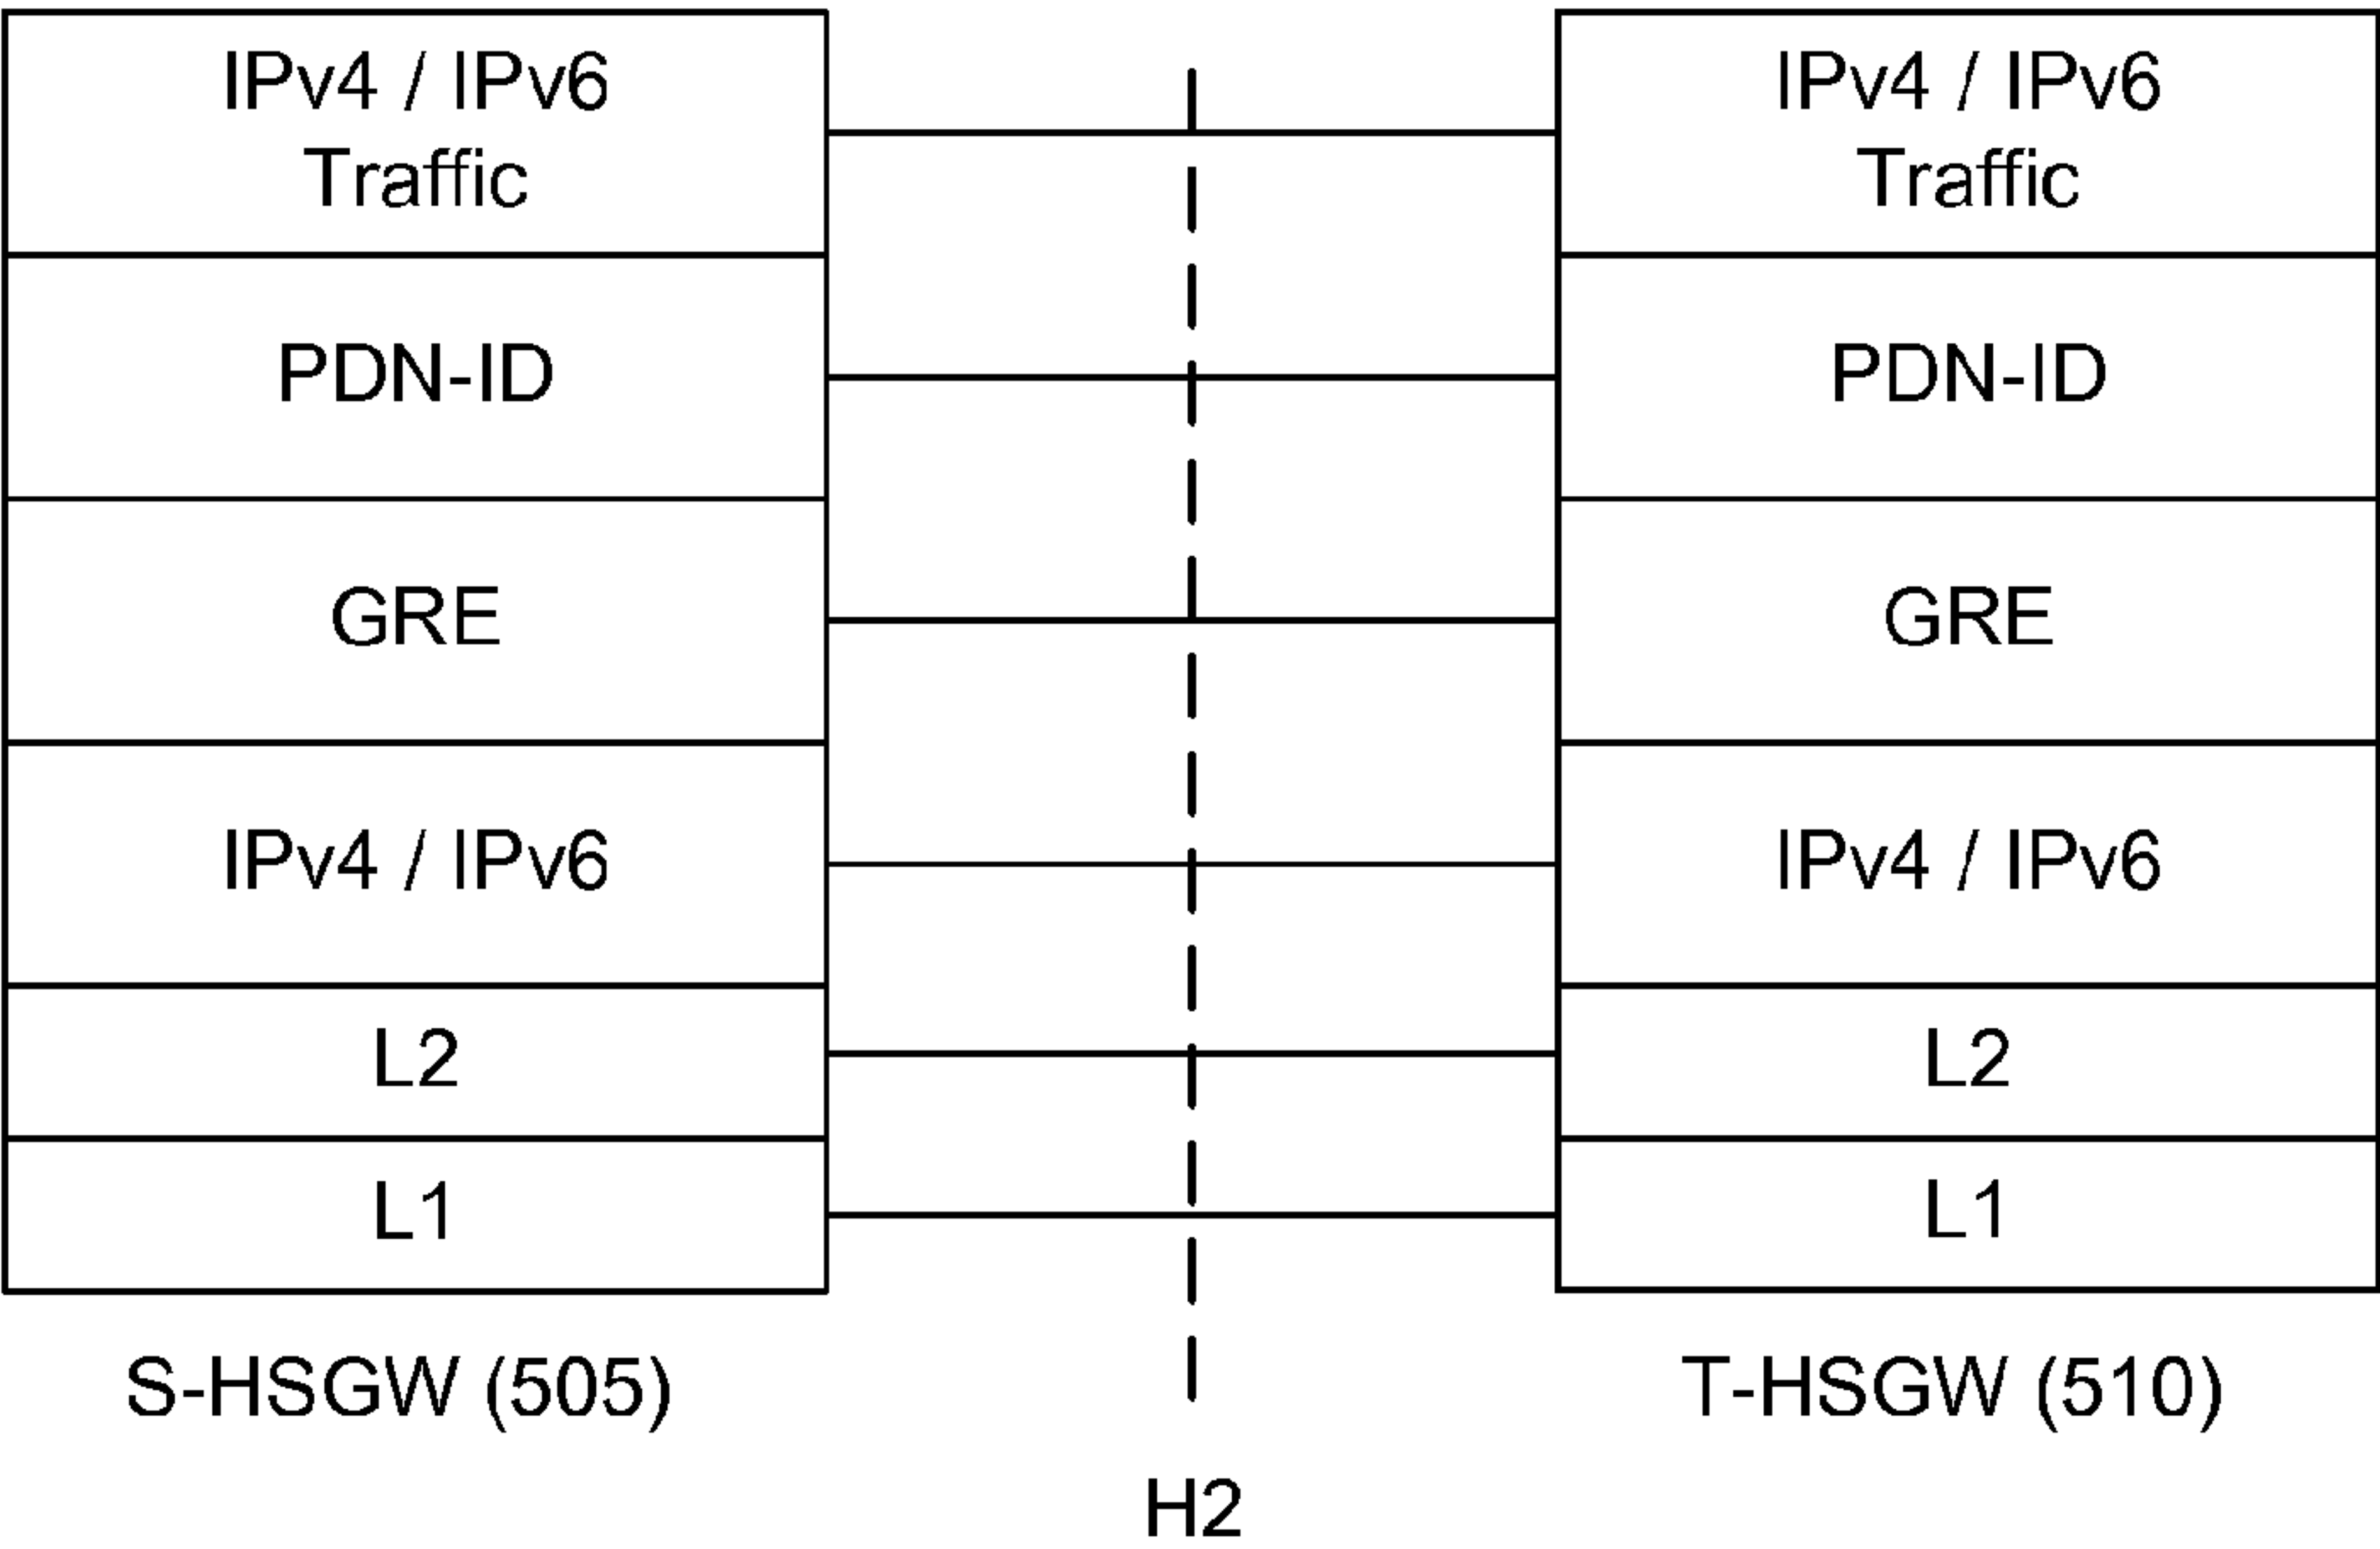 IPv4 / IPv6
Traffic
PDN-ID
GRE
IPv4 / IPv6
L2
L1
S-HSGW (505)
IPv4 / IPv6
Traffic
PDN-ID
GRE
IPv4 / IPv6
L2
L1
T-HSGW (510)
H2